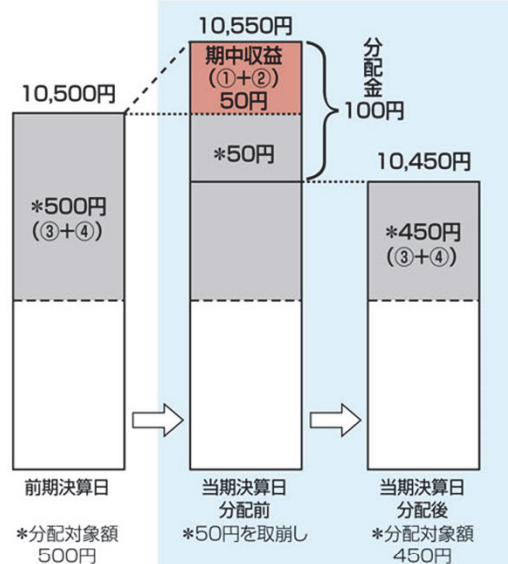 10,500円
*500円
(③+④)
前期決算日
*分配対象額
500円
10,550円
期中収益
(①+②)
50円
*50円
分配金
100円
当期決算日
分配前
*50円を取崩し
10,450円
*450円
(③+④)
当期決算日
分配後
*分配対象額
450円